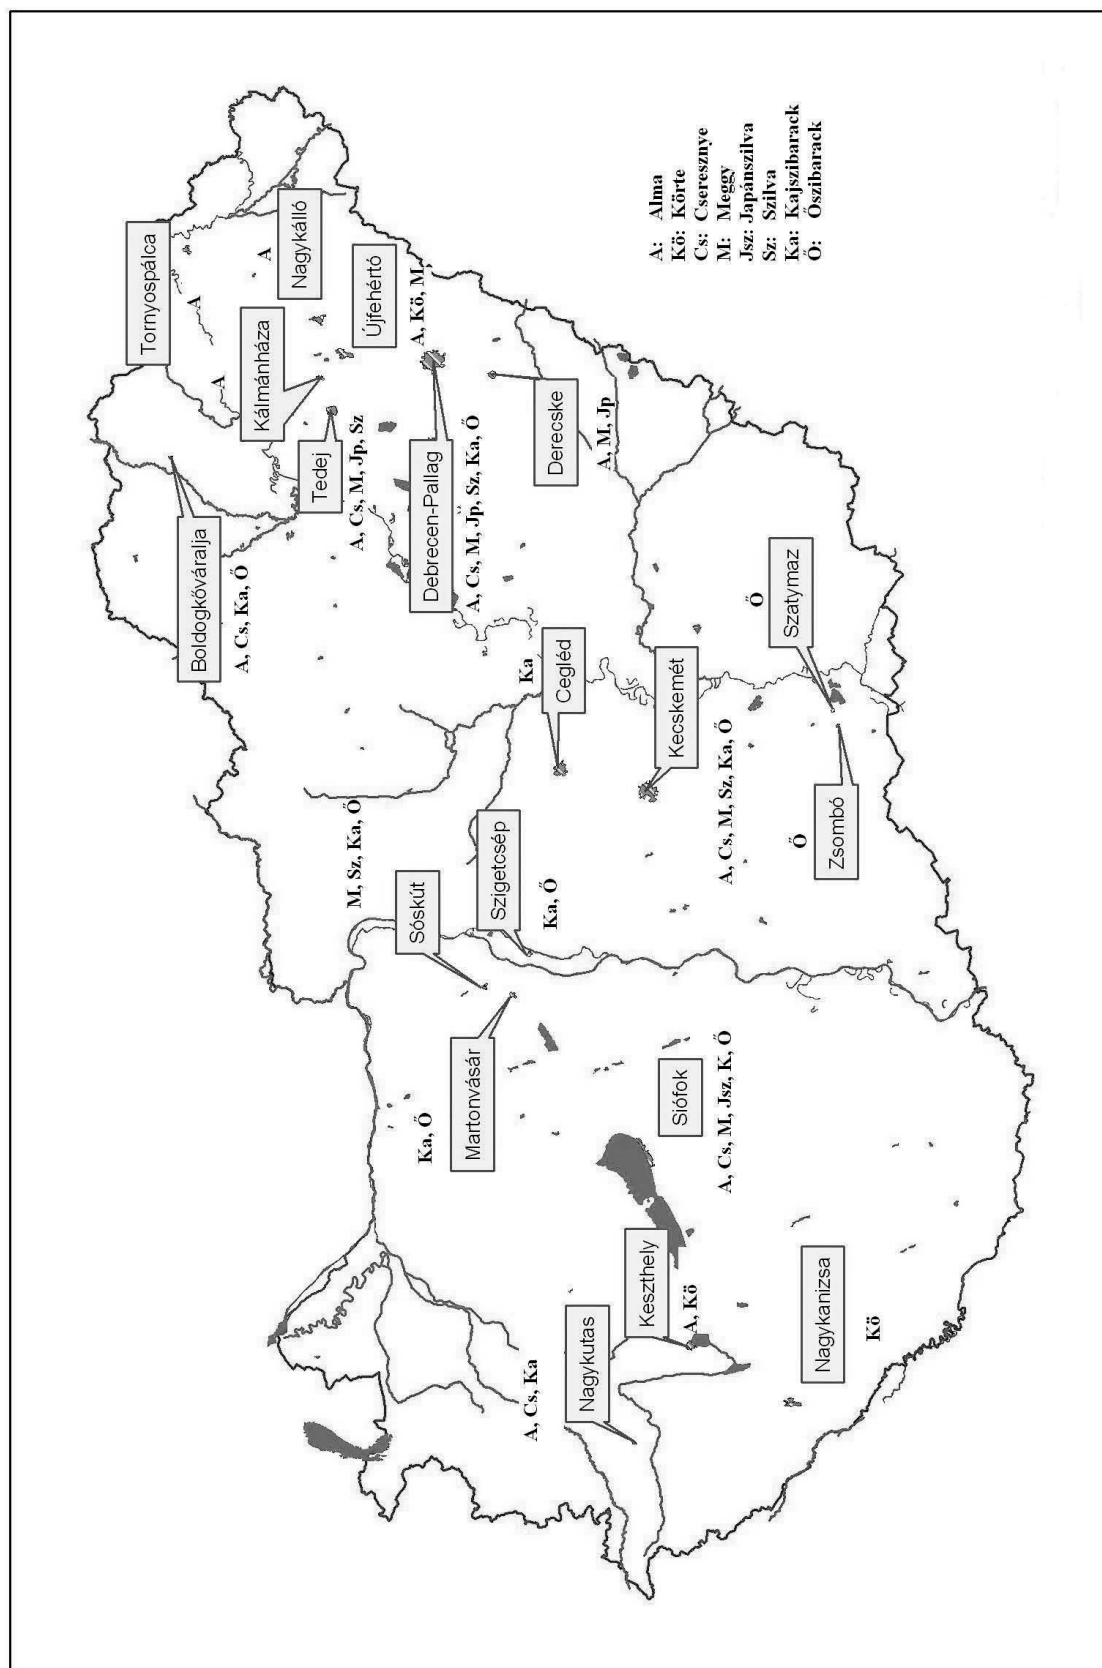 Tornyospálca
A
A
Kálmánháza
A
Nagykálló
Boldogkőváralja
A, Cs, Ka, Ő
Tedej
A, Cs, M, Jp, Sz
Újfehértó
A, Kö, M
Debrecen-Pallag
A, Cs, M, Jp, Sz, Ka, Ő
Derecske
A, M, Jp
M, Sz, Ka, Ő
Sóskút
Ka
Cegléd
Szigetcsép
Ka, Ő
Ka, Ő
Martonvásár
Kecskemét
A, Cs, M, Sz, Ka, Ő
Ő
Szatymaz
Ő
Zsombó
Siófok
A, Cs, M, Jsz, K, Ő
A, Cs, Ka
Nagykutas
Keszthely
A, Kö
Nagykanizsa
Kö
A: Alma
Kö: Körte
Cs: Cseresznye
M: Meggy
Jsz: Japánszilva
Sz: Szilva
Ka: Kajszibarack
Ő: Őszibarack